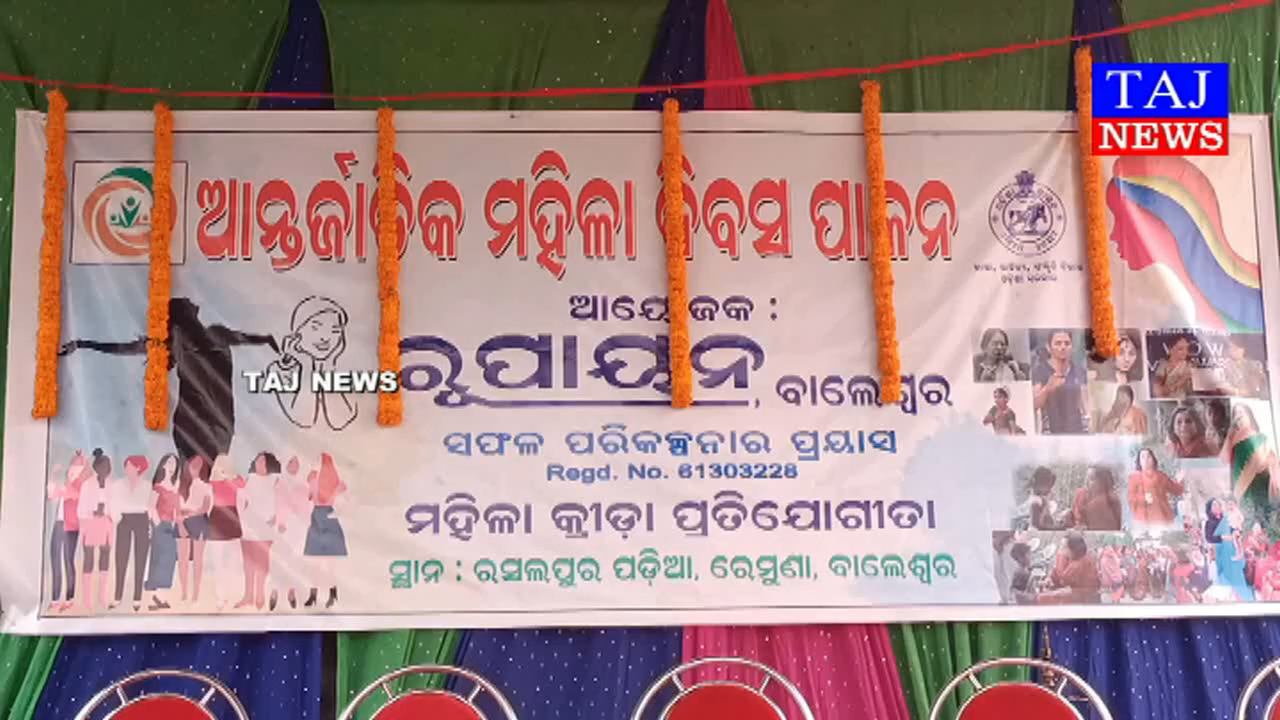 TAJ
NEWS
ଆନ୍ତର୍ଜାତିକ ମହିଳା ଦିବସ ପାଳନ
ଆୟୋଜକ :
ରୁପାୟନ, ବାଲେଶ୍ୱର
TAJ NEWS
ସଫଳ ପରିକଳ୍ପନାର ପ୍ରୟାସ
Regd. No. 61303228
ମହିଳା କ୍ରୀଡ଼ା ପ୍ରତିଯୋଗୀତା
ସ୍ଥାନ : ରସଲପୁର ପଡ଼ିଆ, ରେମୁଣା, ବାଲେଶ୍ୱର